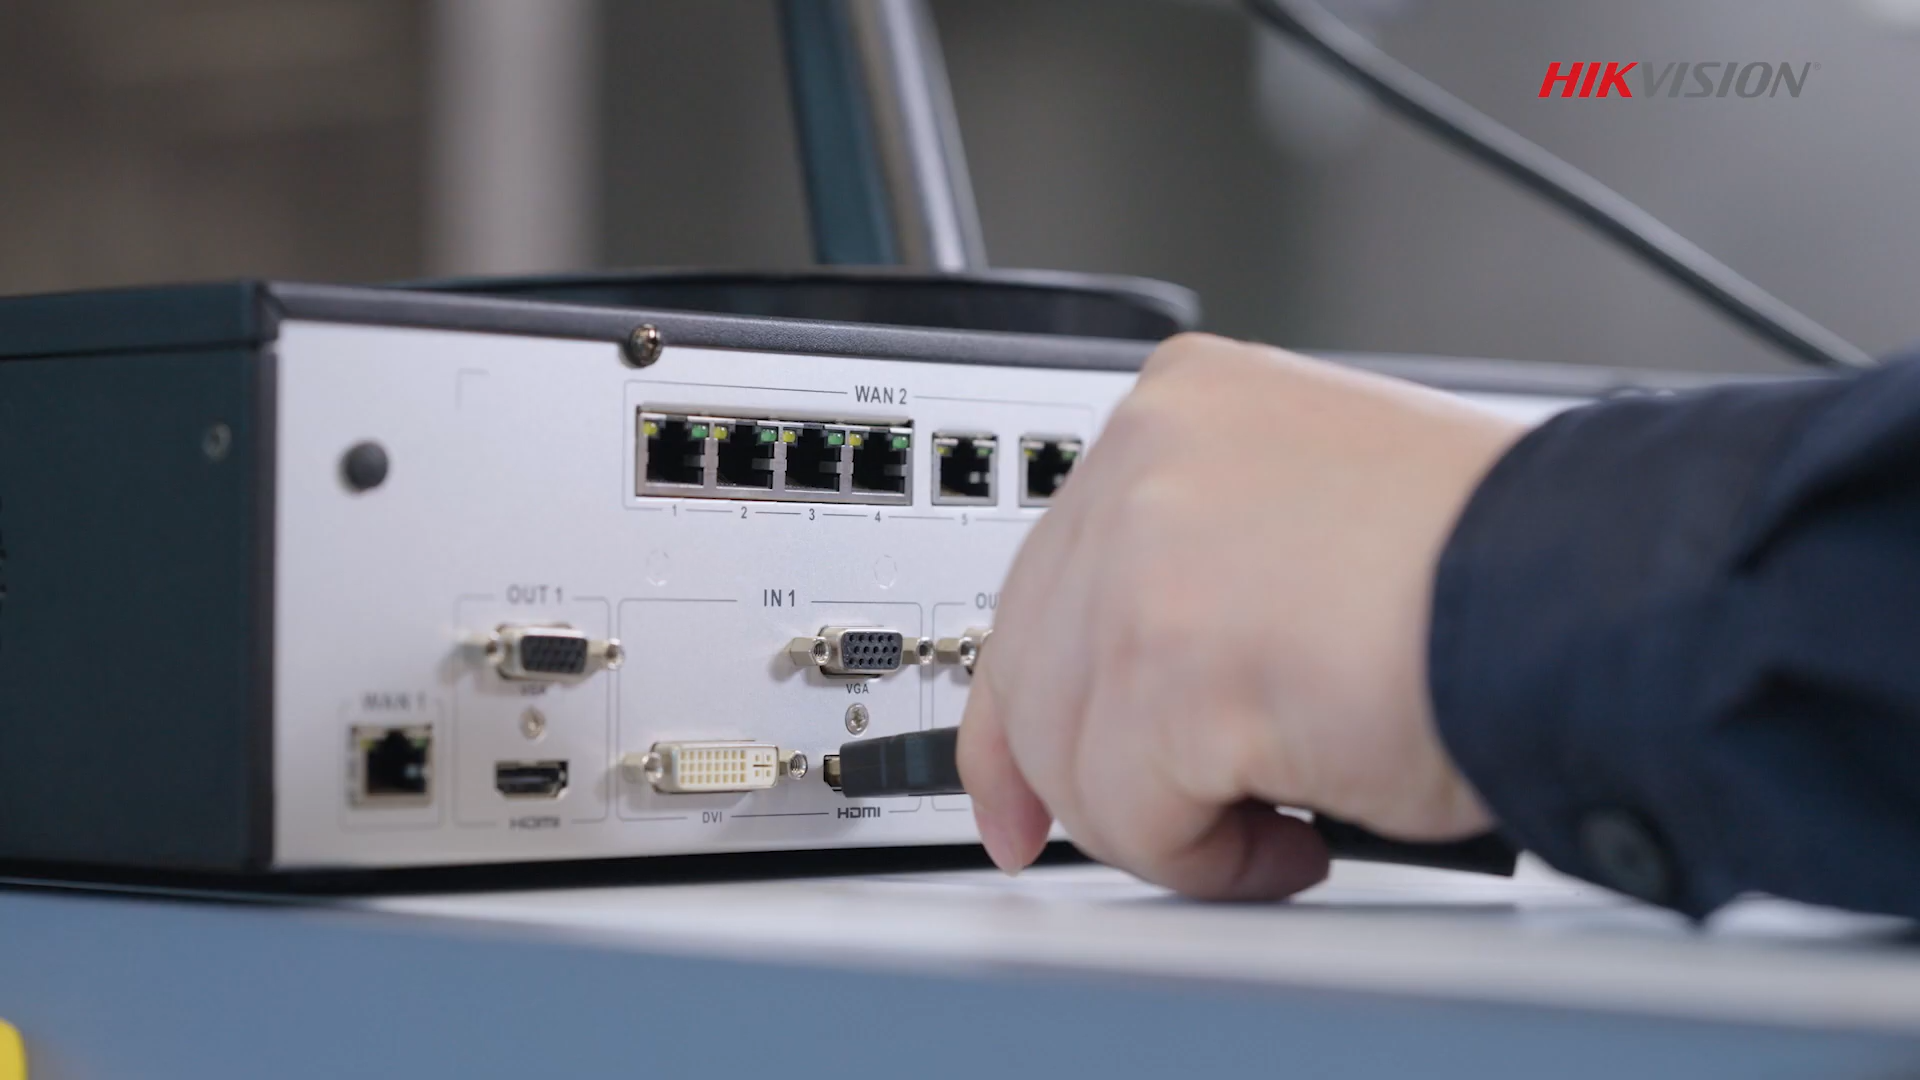 HIKVISION
WAN 2
1 2 3 4 5
OUT 1
IN 1
OU
VGA
VGA
WAN 1
DVI
HDMI
HDMI